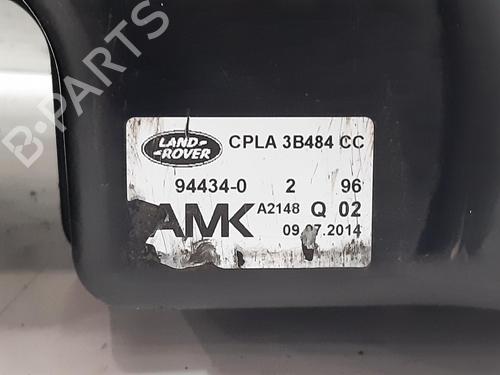 B-PARTS
LAND-
-ROVER
CPLA 3B484 CC
94434-0 2 96
AMK A2148 Q 02
09.07.2014